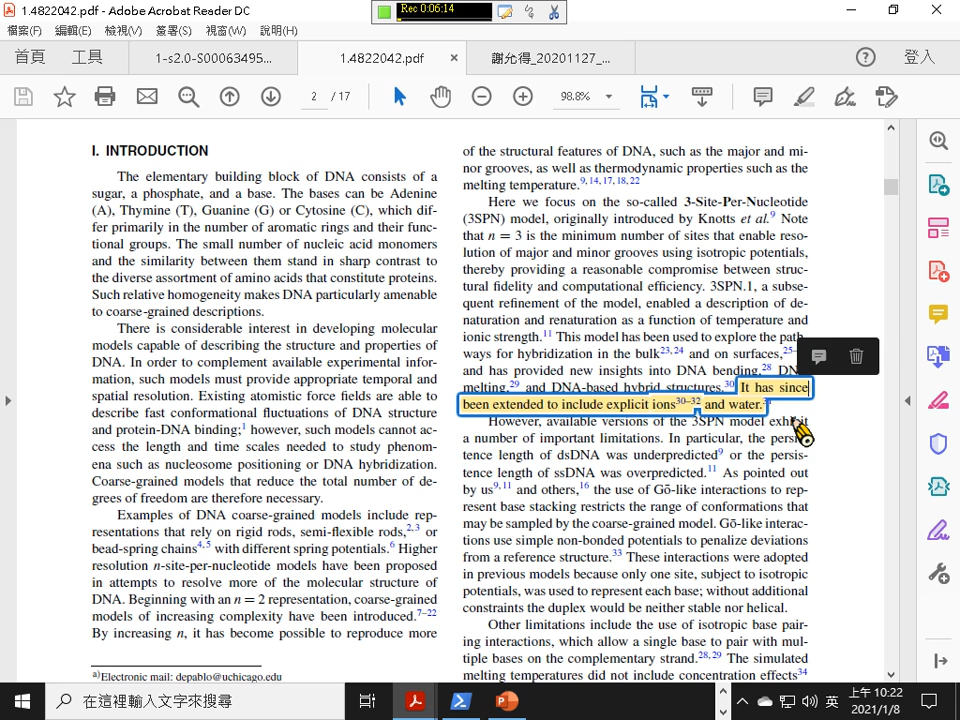 1.4822042.pdf - Adobe Acrobat Reader DC
Rec 0:06:14
檔案(F) 編輯(E) 檢視(V) 簽署(S) 視窗(W) 說明(H)
首頁 工具 1-s2.0-S00063495... 1.4822042.pdf × 謝允得_20201127_... 登入
2 / 17 98.8%
I. INTRODUCTION
The elementary building block of DNA consists of a
sugar, a phosphate, and a base. The bases can be Adenine
(A), Thymine (T), Guanine (G) or Cytosine (C), which dif-
fer primarily in the number of aromatic rings and their func-
tional groups. The small number of nucleic acid monomers
and the similarity between them stand in sharp contrast to
the diverse assortment of amino acids that constitute proteins.
Such relative homogeneity makes DNA particularly amenable
to coarse-grained descriptions.
There is considerable interest in developing molecular
models capable of describing the structure and properties of
DNA. In order to complement available experimental infor-
mation, such models must provide appropriate temporal and
spatial resolution. Existing atomistic force fields are able to
describe fast conformational fluctuations of DNA structure
and protein-DNA binding;1 however, such models cannot ac-
cess the length and time scales needed to study phenom-
ena such as nucleosome positioning or DNA hybridization.
Coarse-grained models that reduce the total number of de-
grees of freedom are therefore necessary.
Examples of DNA coarse-grained models include rep-
resentations that rely on rigid rods, semi-flexible rods,2,3 or
bead-spring chains4,5 with different spring potentials.6 Higher
resolution n-site-per-nucleotide models have been proposed
in attempts to resolve more of the molecular structure of
DNA. Beginning with an n = 2 representation, coarse-grained
models of increasing complexity have been introduced.7–22
By increasing n, it has become possible to reproduce more
a)Electronic mail: depablo@uchicago.edu
of the structural features of DNA, such as the major and mi-
nor grooves, as well as thermodynamic properties such as the
melting temperature.9,14,17,18,22
Here we focus on the so-called 3-Site-Per-Nucleotide
(3SPN) model, originally introduced by Knotts et al.9 Note
that n = 3 is the minimum number of sites that enable reso-
lution of major and minor grooves using isotropic potentials,
thereby providing a reasonable compromise between struc-
tural fidelity and computational efficiency. 3SPN.1, a subse-
quent refinement of the model, enabled a description of de-
naturation and renaturation as a function of temperature and
ionic strength.11 This model has been used to explore the path-
ways for hybridization in the bulk23,24 and on surfaces,25–
and has provided new insights into DNA bending,28 DNA
melting,29 and DNA-based hybrid structures.30 It has since
been extended to include explicit ions30–32 and water.
However, available versions of the 3SPN model exhibit
a number of important limitations. In particular, the persis-
tence length of dsDNA was underpredicted9 or the persis-
tence length of ssDNA was overpredicted.11 As pointed out
by us9,11 and others,16 the use of Gō-like interactions to rep-
resent base stacking restricts the range of conformations that
may be sampled by the coarse-grained model. Gō-like interac-
tions use simple non-bonded potentials to penalize deviations
from a reference structure.33 These interactions were adopted
in previous models because only one site, subject to isotropic
potentials, was used to represent each base; without additional
constraints the duplex would be neither stable nor helical.
Other limitations include the use of isotropic base pair-
ing interactions, which allow a single base to pair with mul-
tiple bases on the complementary strand.28,29 The simulated
melting temperatures did not include concentration effects34
在這裡輸入文字來搜尋 英 上午 10:22
2021/1/8